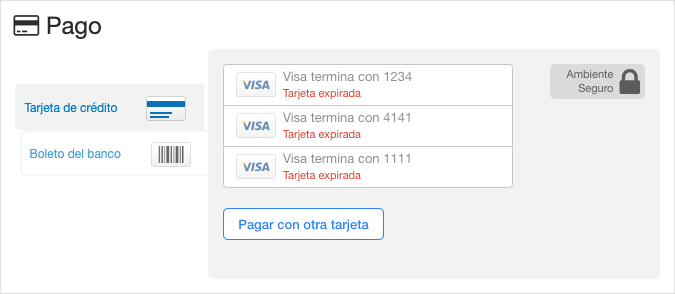 Pago
Tarjeta de crédito
Boleto del banco
VISA
Visa termina con 1234
Tarjeta expirada
VISA
Visa termina con 4141
Tarjeta expirada
VISA
Visa termina con 1111
Tarjeta expirada
Pagar con otra tarjeta
Ambiente
Seguro